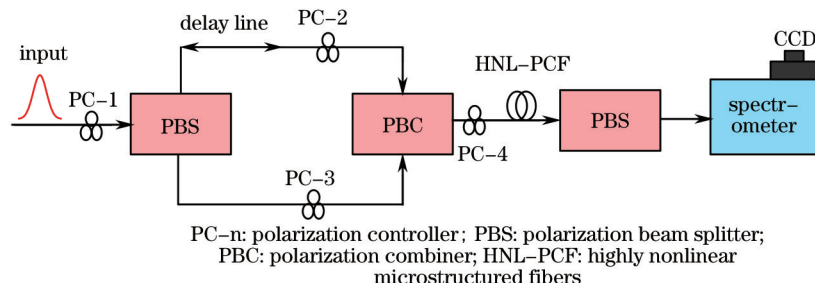 delay line
PC-2
input
PC-1
PBS
PBC
HNL-PCF
PC-4
PBS
CCD
spectr-
ometer
PC-3
PC-n: polarization controller; PBS: polarization beam splitter;
PBC: polarization combiner; HNL-PCF: highly nonlinear
microstructured fibers